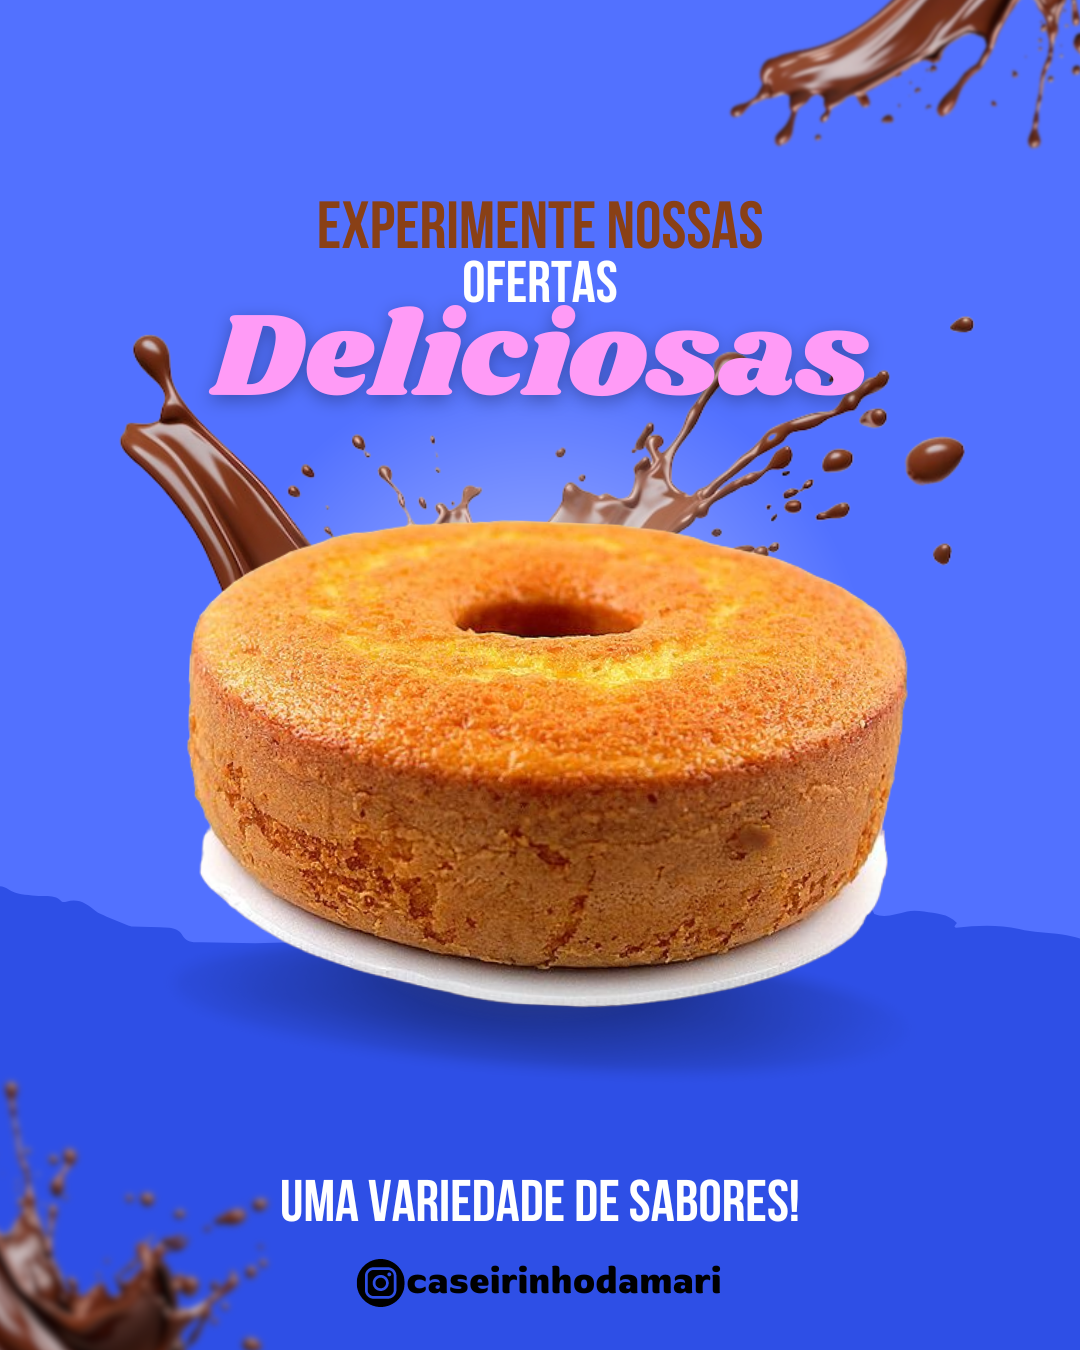 EXPERIMENTE NOSSAS
OFERTAS
Deliciosas
UMA VARIEDADE DE SABORES!
caseirinhodamari